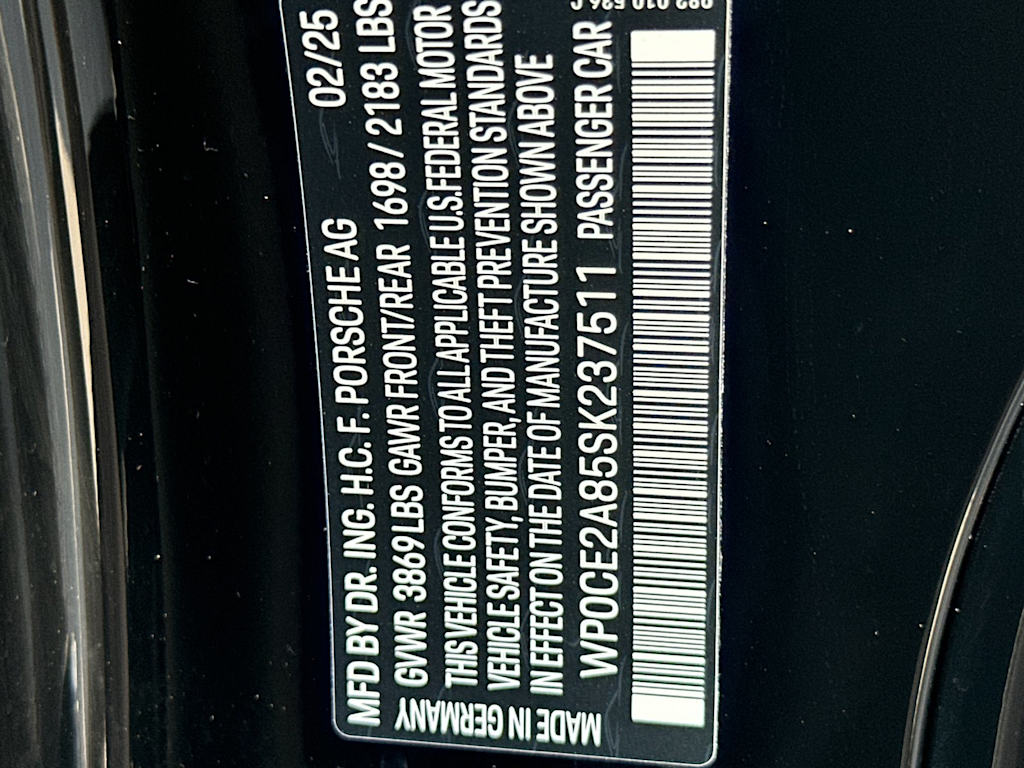 MFD BY DR. ING. H.C. F. PORSCHE AG 02/25
GVWR 3869 LBS GAWR FRONT/REAR 1698 / 2183 LBS
THIS VEHICLE CONFORMS TO ALL APPLICABLE U.S. FEDERAL MOTOR
VEHICLE SAFETY, BUMPER, AND THEFT PREVENTION STANDARDS
IN EFFECT ON THE DATE OF MANUFACTURE SHOWN ABOVE
WP0CE2A85SK237511 PASSENGER CAR
MADE IN GERMANY